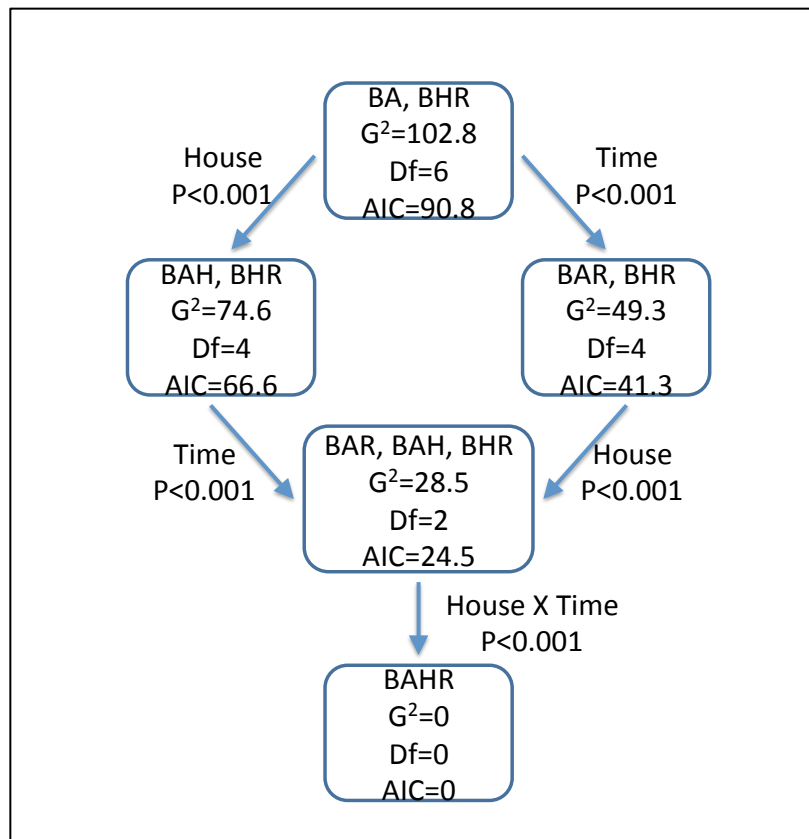 BA, BHR
G²=102.8
Df=6
AIC=90.8
House
P<0.001
Time
P<0.001
BAH, BHR
G²=74.6
Df=4
AIC=66.6
BAR, BHR
G²=49.3
Df=4
AIC=41.3
Time
P<0.001
BAR, BAH, BHR
G²=28.5
Df=2
AIC=24.5
House
P<0.001
House X Time
P<0.001
BAHR
G²=0
Df=0
AIC=0